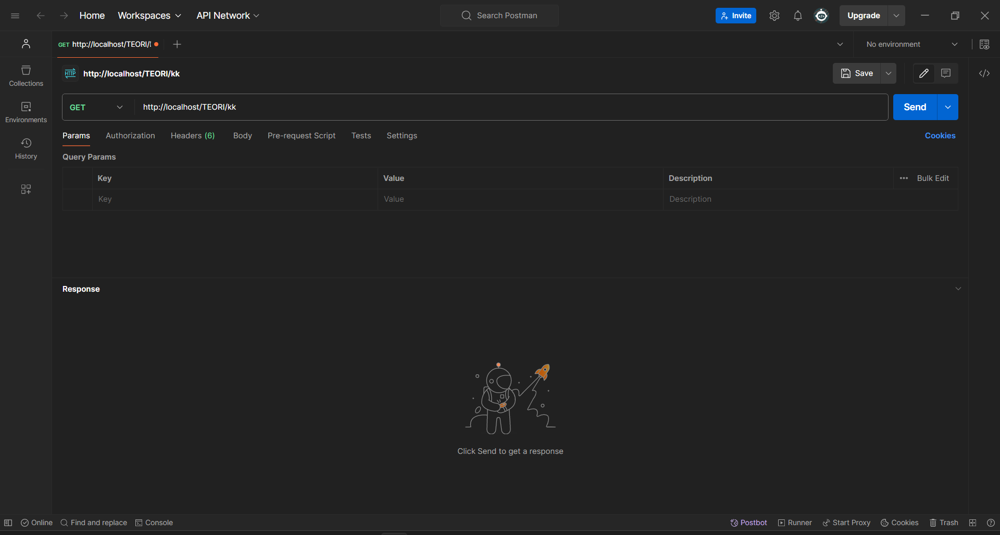 Home Workspaces API Network Search Postman Invite Upgrade
GET http://localhost/TEORI/ No environment
HTTP http://localhost/TEORI/kk Save
Collections
GET http://localhost/TEORI/kk Send
Environments
Params Authorization Headers (6) Body Pre-request Script Tests Settings Cookies
History
Query Params
Key Value Description Bulk Edit
Key Value Description
Response
Click Send to get a response
Online Find and replace Console Postbot Runner Start Proxy Cookies Trash